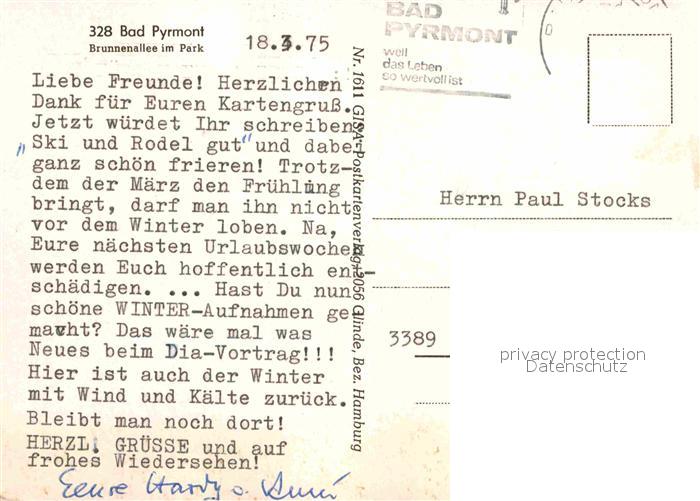 328 Bad Pyrmont
Brunnenallee im Park
18.3.75
Liebe Freunde! Herzlichen
Dank für Euren Kartengruß.
Jetzt würdet Ihr schreiben
„Ski und Rodel gut" und dabe
ganz schön frieren! Trotz-
dem der März den Frühling
bringt, darf man ihn nicht
vor dem Winter loben. Na,
Eure nächsten Urlaubswochen
werden Euch hoffentlich ent-
schädigen. ... Hast Du nun
schöne WINTER-Aufnahmen ge
macht? Das wäre mal was
Neues beim Dia-Vortrag!!!
Hier ist auch der Winter
mit Wind und Kälte zurück.
Bleibt man noch dort!
HERZL. GRÜSSE und auf
frohes Wiedersehen!
Eure Hardy u.
Nr. 1611 GISA-Postkartenverlag, 2056 Glinde, Bez. Hamburg
BAD
PYRMONT
weil
das Leben
so wertvoll ist
Herrn Paul Stocks
3389
privacy protection
Datenschutz